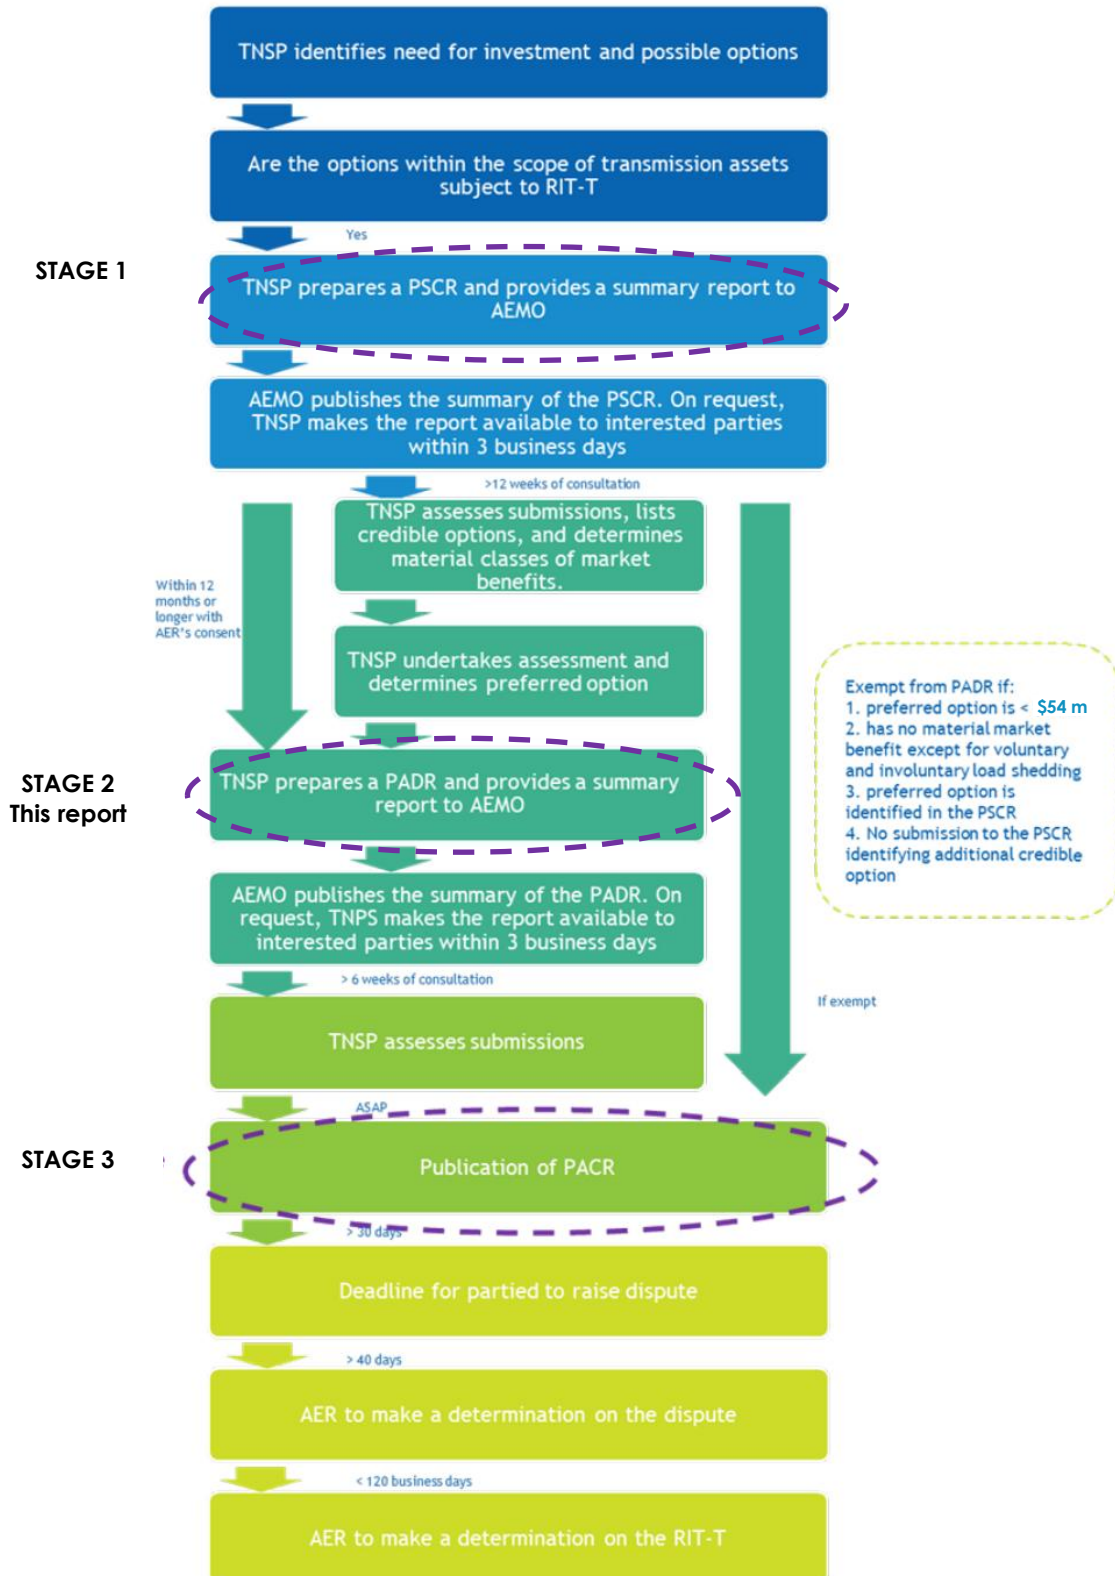 TNSP identifies need for investment and possible options
Are the options within the scope of transmission assets
subject to RIT-T
Yes
STAGE 1
TNSP prepares a PSCR and provides a summary report to
AEMO
AEMO publishes the summary of the PSCR. On request,
TNSP makes the report available to interested parties
within 3 business days
>12 weeks of consultation
TNSP assesses submissions, lists
credible options, and determines
material classes of market
benefits.
Within 12
months or
longer with
AER's consent
TNSP undertakes assessment and
determines preferred option
Exempt from PADR if:
1. preferred option is < $54 m
2. has no material market
benefit except for voluntary
and involuntary load shedding
3. preferred option is
identified in the PSCR
4. No submission to the PSCR
identifying additional credible
option
STAGE 2
This report
TNSP prepares a PADR and provides a summary
report to AEMO
AEMO publishes the summary of the PADR. On
request, TNPS makes the report available to
interested parties within 3 business days
> 6 weeks of consultation
If exempt
TNSP assesses submissions
ASAP
STAGE 3
Publication of PACR
> 30 days
Deadline for partied to raise dispute
> 40 days
AER to make a determination on the dispute
< 120 business days
AER to make a determination on the RIT-T